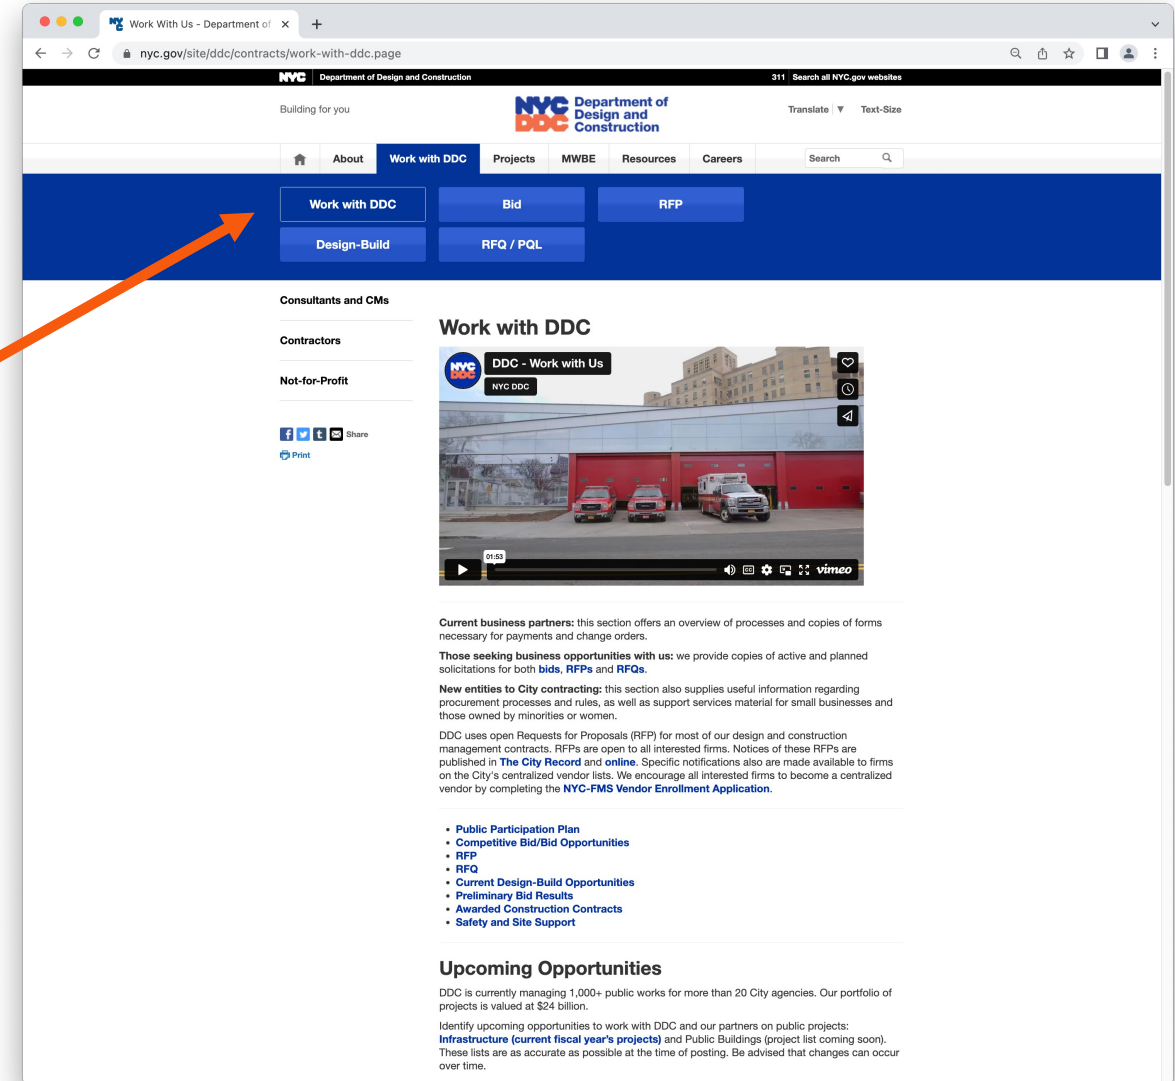 Work With Us - Department of
nyc.gov/site/ddc/contracts/work-with-ddc.page
NYC Department of Design and Construction
311 Search all NYC.gov websites
Building for you
NYC DDC Department of Design and Construction
Translate ▼ Text-Size
About Work with DDC Projects MWBE Resources Careers Search
Work with DDC Bid RFP
Design-Build RFQ / PQL
Consultants and CMs
Contractors
Not-for-Profit
Share
Print
Work with DDC
NYC DDC
DDC - Work with Us
NYC DDC
01:53
CC vimeo
Current business partners: this section offers an overview of processes and copies of forms
necessary for payments and change orders.
Those seeking business opportunities with us: we provide copies of active and planned
solicitations for both bids, RFPs and RFQs.
New entities to City contracting: this section also supplies useful information regarding
procurement processes and rules, as well as support services material for small businesses and
those owned by minorities or women.
DDC uses open Requests for Proposals (RFP) for most of our design and construction
management contracts. RFPs are open to all interested firms. Notices of these RFPs are
published in The City Record and online. Specific notifications also are made available to firms
on the City's centralized vendor lists. We encourage all interested firms to become a centralized
vendor by completing the NYC-FMS Vendor Enrollment Application.
• Public Participation Plan
• Competitive Bid/Bid Opportunities
• RFP
• RFQ
• Current Design-Build Opportunities
• Preliminary Bid Results
• Awarded Construction Contracts
• Safety and Site Support
Upcoming Opportunities
DDC is currently managing 1,000+ public works for more than 20 City agencies. Our portfolio of
projects is valued at $24 billion.
Identify upcoming opportunities to work with DDC and our partners on public projects:
Infrastructure (current fiscal year's projects) and Public Buildings (project list coming soon).
These lists are as accurate as possible at the time of posting. Be advised that changes can occur
over time.